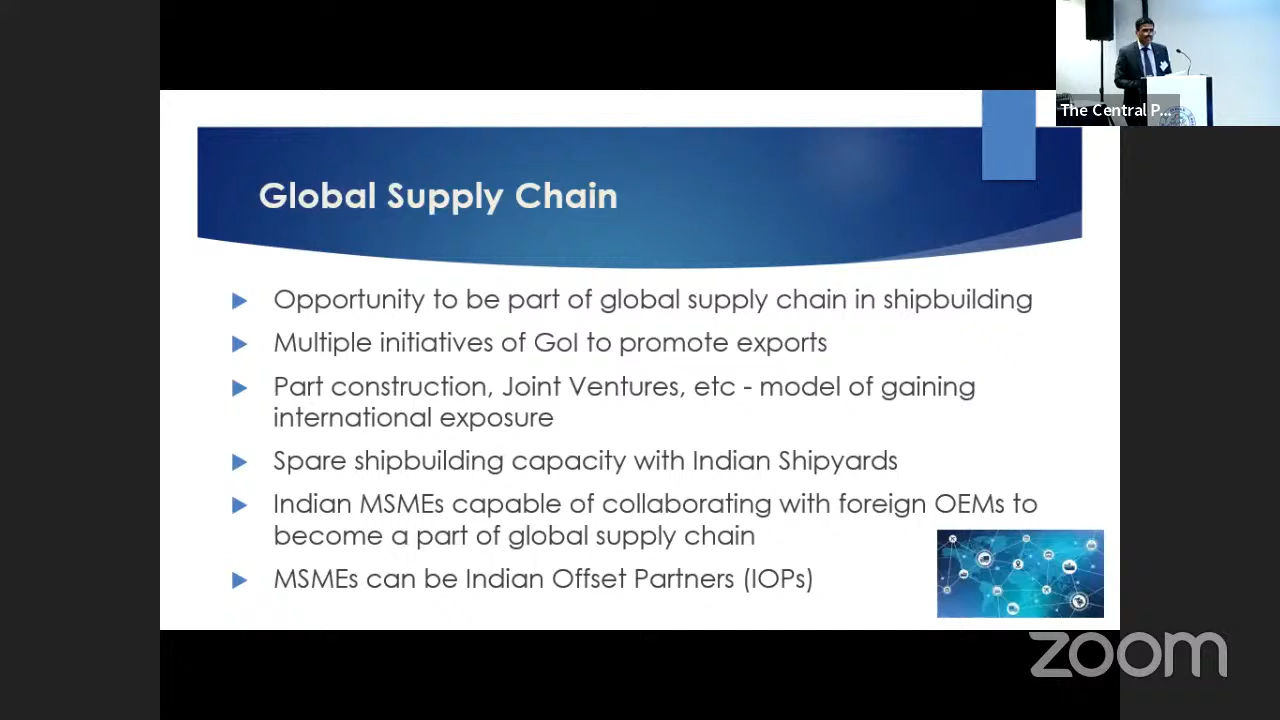 The Central P...
Global Supply Chain
Opportunity to be part of global supply chain in shipbuilding
Multiple initiatives of GoI to promote exports
Part construction, Joint Ventures, etc - model of gaining
international exposure
Spare shipbuilding capacity with Indian Shipyards
Indian MSMEs capable of collaborating with foreign OEMs to
become a part of global supply chain
MSMEs can be Indian Offset Partners (IOPs)
zoom